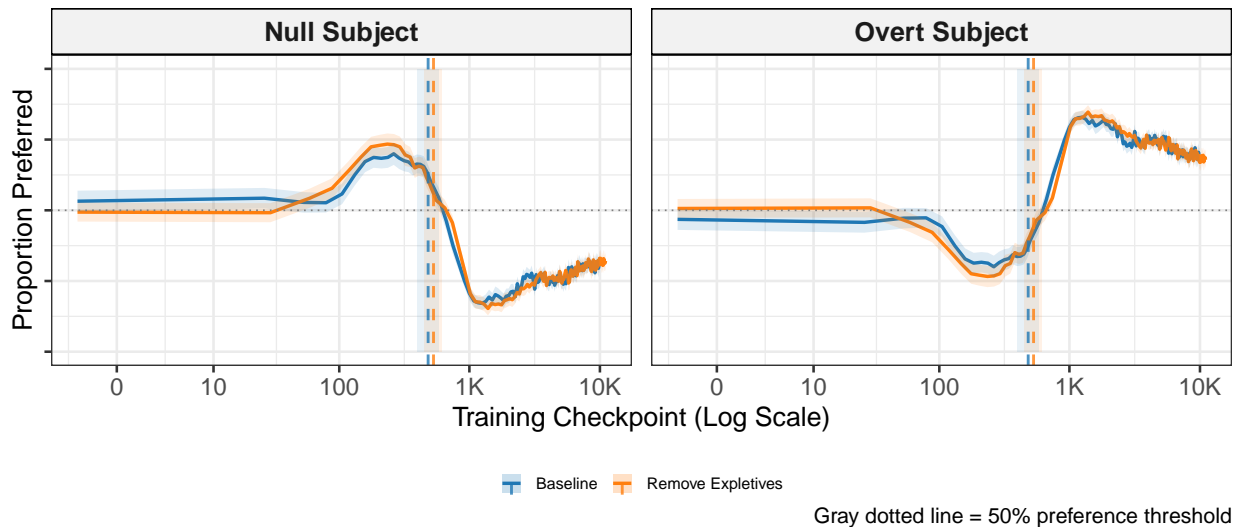 Null Subject
Overt Subject
Proportion Preferred
0 10 100 1K 10K
0 10 100 1K 10K
Training Checkpoint (Log Scale)
Baseline Remove Expletives
Gray dotted line = 50% preference threshold